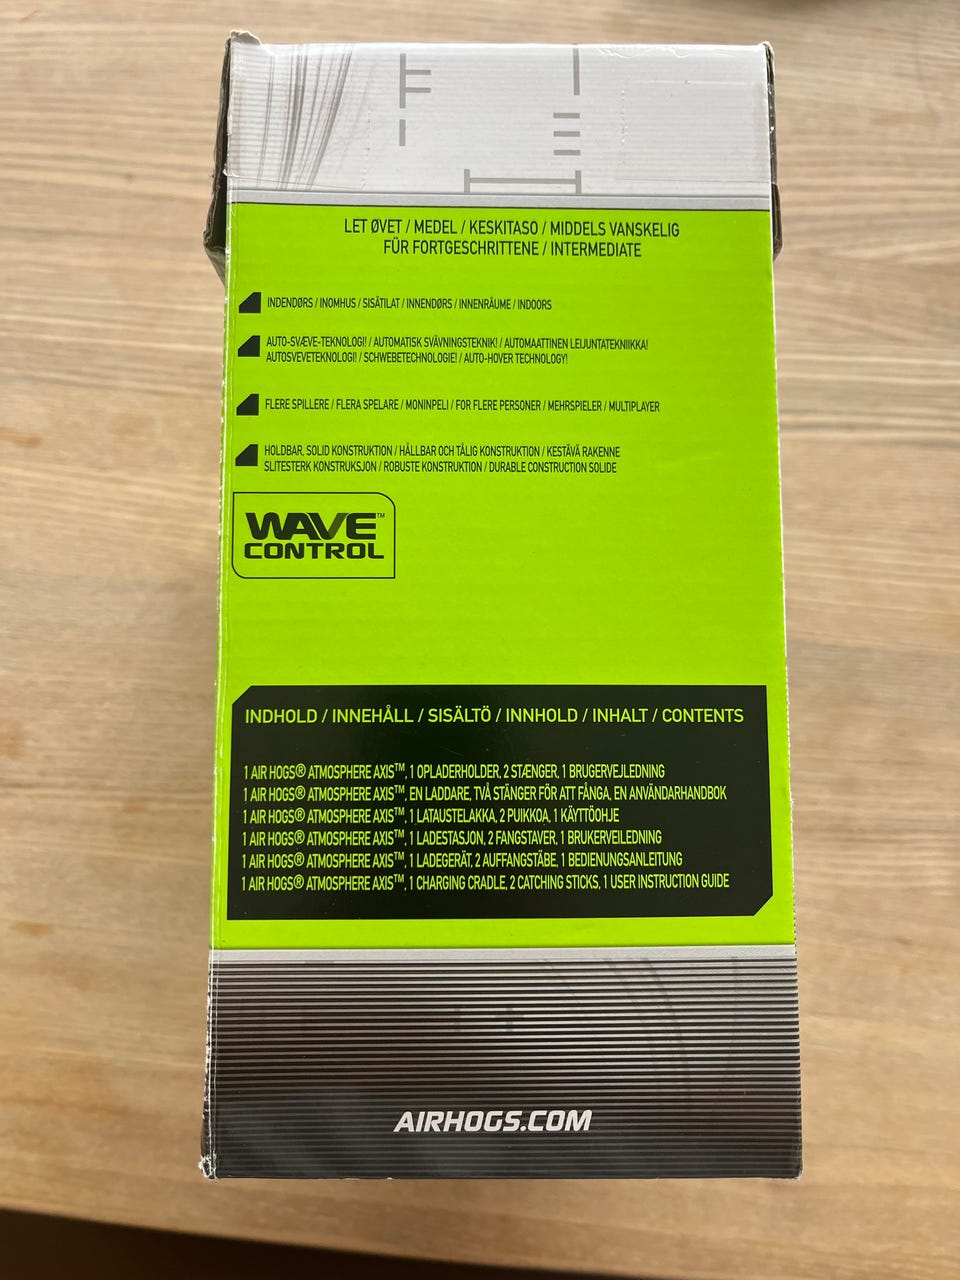 LET ØVET / MEDEL / KESKITASO / MIDDELS VANSKELIG
FÜR FORTGESCHRITTENE / INTERMEDIATE
INDENDØRS / INOMHUS / SISÄTILAT / INNENDØRS / INNENRÄUME / INDOORS
AUTO-SVÆVE-TEKNOLOGI! / AUTOMATISK SVÄVNINGSTEKNIK! / AUTOMAATTINEN LEIJUNTATEKNIIKKA!
AUTOSVEVETEKNOLOGI! / SCHWEBETECHNOLOGIE! / AUTO-HOVER TECHNOLOGY!
FLERE SPILLERE / FLERA SPELARE / MONINPELI / FOR FLERE PERSONER / MEHRSPIELER / MULTIPLAYER
HOLDBAR, SOLID KONSTRUKTION / HÅLLBAR OCH TÅLIG KONSTRUKTION / KESTÄVÄ RAKENNE
SLITESTERK KONSTRUKSJON / ROBUSTE KONSTRUKTION / DURABLE CONSTRUCTION SOLIDE
WAVE™
CONTROL
INDHOLD / INNEHÅLL / SISÄLTÖ / INNHOLD / INHALT / CONTENTS
1 AIR HOGS® ATMOSPHERE AXIS™, 1 OPLADERHOLDER, 2 STÆNGER, 1 BRUGERVEJLEDNING
1 AIR HOGS® ATMOSPHERE AXIS™, EN LADDARE, TVÅ STÄNGER FÖR ATT FÅNGA, EN ANVÄNDARHANDBOK
1 AIR HOGS® ATMOSPHERE AXIS™, 1 LATAUSTELAKKA, 2 PUIKKOA, 1 KÄYTTÖOHJE
1 AIR HOGS® ATMOSPHERE AXIS™, 1 LADESTASJON, 2 FANGSTAVER, 1 BRUKERVEILEDNING
1 AIR HOGS® ATMOSPHERE AXIS™, 1 LADEGERÄT, 2 AUFFANGSTÄBE, 1 BEDIENUNGSANLEITUNG
1 AIR HOGS® ATMOSPHERE AXIS™, 1 CHARGING CRADLE, 2 CATCHING STICKS, 1 USER INSTRUCTION GUIDE
AIRHOGS.COM